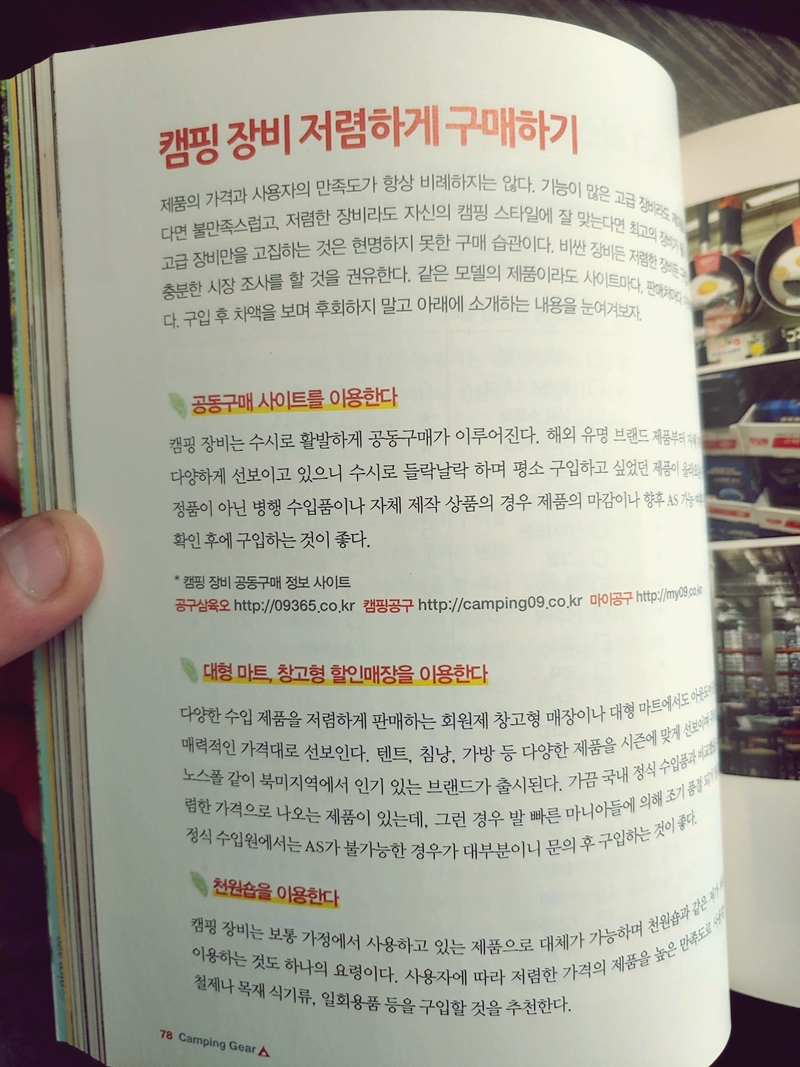 캠핑 장비 저렴하게 구매하기
제품의 가격과 사용자의 만족도가 항상 비례하지는 않다. 기능이 많은 고급 장비라도
다면 불만족스럽고, 저렴한 장비라도 자신의 캠핑 스타일에 잘 맞는다면 최고의 장비가
고급 장비만을 고집하는 것은 현명하지 못한 구매 습관이다. 비싼 장비든 저렴한 장비든
충분한 시장 조사를 할 것을 권유한다. 같은 모델의 제품이라도 사이트마다, 판매처마다
다. 구입 후 차액을 보며 후회하지 말고 아래에 소개하는 내용을 눈여겨보자.
공동구매 사이트를 이용한다
캠핑 장비는 수시로 활발하게 공동구매가 이루어진다. 해외 유명 브랜드 제품부터
다양하게 선보이고 있으니 수시로 들락날락 하며 평소 구입하고 싶었던 제품이
정품이 아닌 병행 수입품이나 자체 제작 상품의 경우 제품의 마감이나 향후 AS 가능
확인 후에 구입하는 것이 좋다.
* 캠핑 장비 공동구매 정보 사이트
공구삼육오 http://09365.co.kr 캠핑공구 http://camping09.co.kr 마이공구 http://my09.co.kr
대형 마트, 창고형 할인매장을 이용한다
다양한 수입 제품을 저렴하게 판매하는 회원제 창고형 매장이나 대형 마트에서도
매력적인 가격대로 선보인다. 텐트, 침낭, 가방 등 다양한 제품을 시즌에 맞게 선보이며
노스폴 같이 북미지역에서 인기 있는 브랜드가 출시된다. 가끔 국내 정식 수입품과
렴한 가격으로 나오는 제품이 있는데, 그런 경우 발 빠른 마니아들에 의해 조기 품절
정식 수입원에서는 AS가 불가능한 경우가 대부분이니 문의 후 구입하는 것이 좋다.
천원숍을 이용한다
캠핑 장비는 보통 가정에서 사용하고 있는 제품으로 대체가 가능하며 천원숍과 같은
이용하는 것도 하나의 요령이다. 사용자에 따라 저렴한 가격의 제품을 높은 만족도로
철제나 목재 식기류, 일회용품 등을 구입할 것을 추천한다.
78 Camping Gear